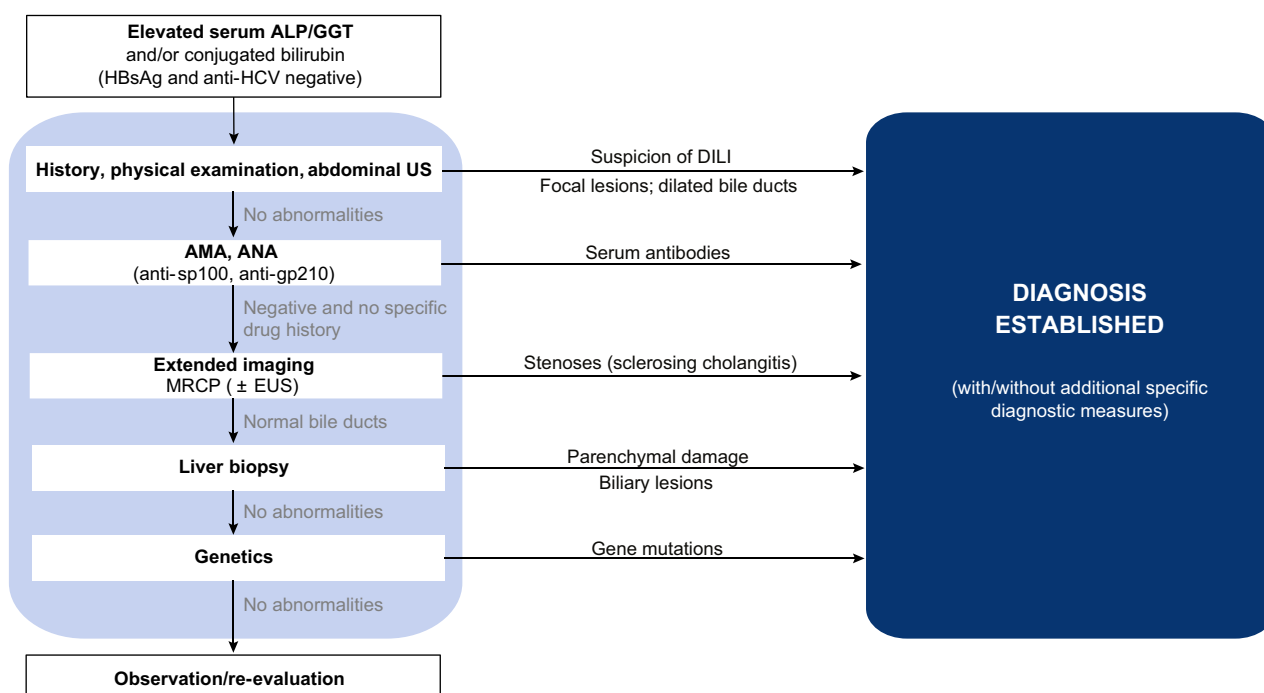 Elevated serum ALP/GGT
and/or conjugated bilirubin
(HBsAg and anti-HCV negative)
History, physical examination, abdominal US
Suspicion of DILI
Focal lesions; dilated bile ducts
No abnormalities
AMA, ANA
(anti-sp100, anti-gp210)
Serum antibodies
Negative and no specific
drug history
Extended imaging
MRCP ( ± EUS)
Stenoses (sclerosing cholangitis)
Normal bile ducts
Liver biopsy
Parenchymal damage
Biliary lesions
No abnormalities
Genetics
Gene mutations
No abnormalities
Observation/re-evaluation
DIAGNOSIS
ESTABLISHED
(with/without additional specific
diagnostic measures)